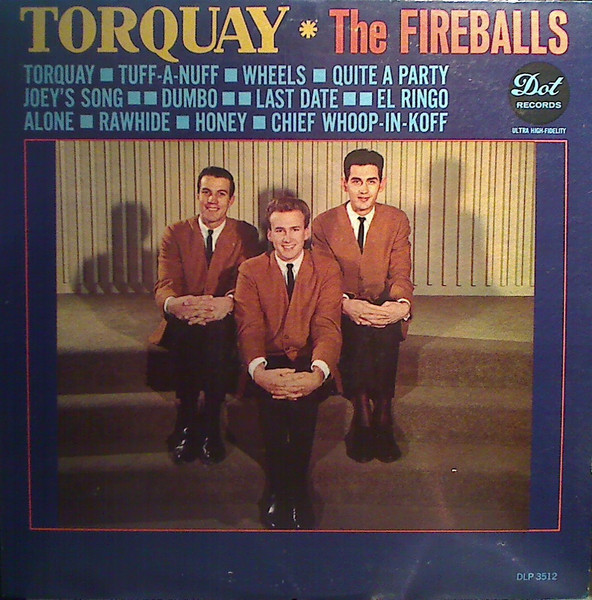 TORQUAY * The FIREBALLS
TORQUAY ■ TUFF-A-NUFF ■ WHEELS ■ QUITE A PARTY
JOEY'S SONG ■ ■ DUMBO ■ ■ LAST DATE ■ ■ EL RINGO
ALONE ■ RAWHIDE ■ HONEY ■ CHIEF WHOOP-IN-KOFF
Dot
RECORDS
ULTRA HIGH-FIDELITY
DLP 3512